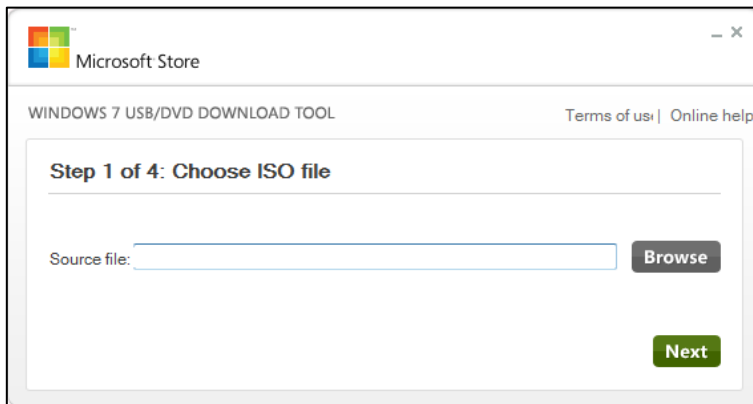 Microsoft Store
WINDOWS 7 USB/DVD DOWNLOAD TOOL
Terms of us | Online help
Step 1 of 4: Choose ISO file
Source file:
Browse
Next